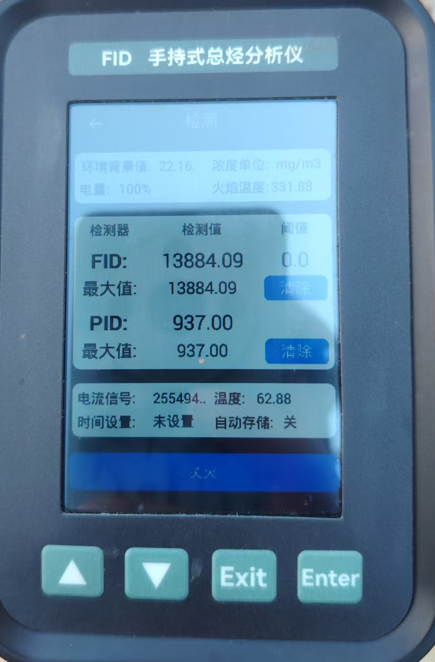 FID 手持式总烃分析仪
← 检测
环境背景值: 22.16 浓度单位: mg/m3
电量: 100% 火焰温度:331.88
检测器 检测值 阈值
FID: 13884.09 0.0
最大值: 13884.09 清除
PID: 937.00
最大值: 937.00 清除
电流信号: 255494.. 温度: 62.88
时间设置: 未设置 自动存储: 关
▲ ▼ Exit Enter